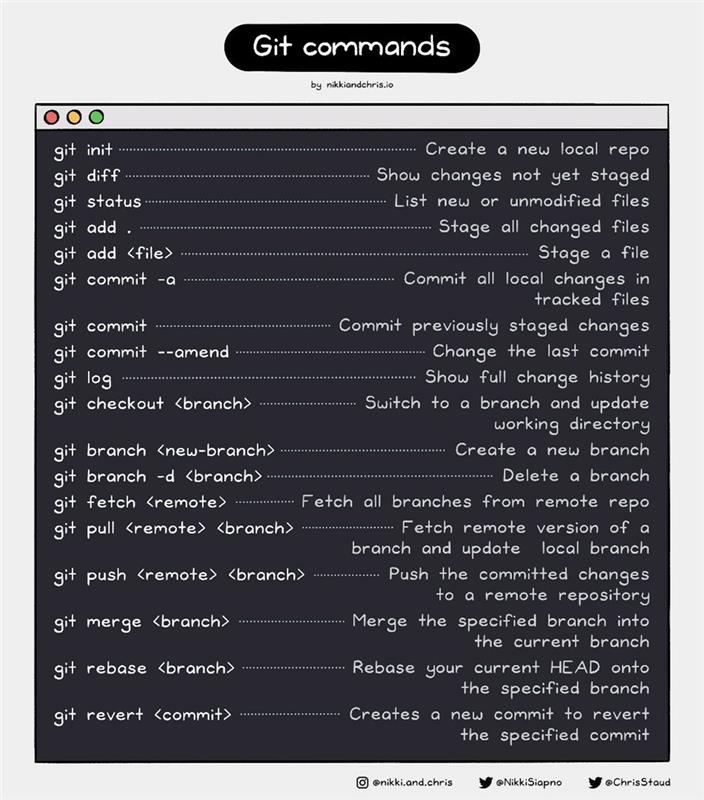 Git commands
by nikkiandchris.io
git init Create a new local repo
git diff Show changes not yet staged
git status List new or unmodified files
git add . Stage all changed files
git add <file> Stage a file
git commit -a Commit all local changes in
tracked files
git commit Commit previously staged changes
git commit --amend Change the last commit
git log Show full change history
git checkout <branch> Switch to a branch and update
working directory
git branch <new-branch> Create a new branch
git branch -d <branch> Delete a branch
git fetch <remote> Fetch all branches from remote repo
git pull <remote> <branch> Fetch remote version of a
branch and update local branch
git push <remote> <branch> Push the committed changes
to a remote repository
git merge <branch> Merge the specified branch into
the current branch
git rebase <branch> Rebase your current HEAD onto
the specified branch
git revert <commit> Creates a new commit to revert
the specified commit
@nikki.and.chris @NikkiSiapno @ChrisStaud